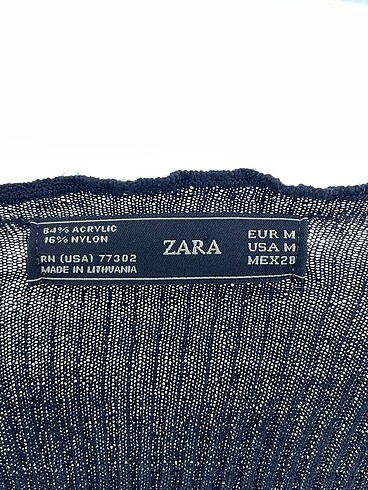 84% ACRYLIC
16% NYLON
RN (USA) 77302
MADE IN LITHUANIA
ZARA
EUR M
USA M
MEX28